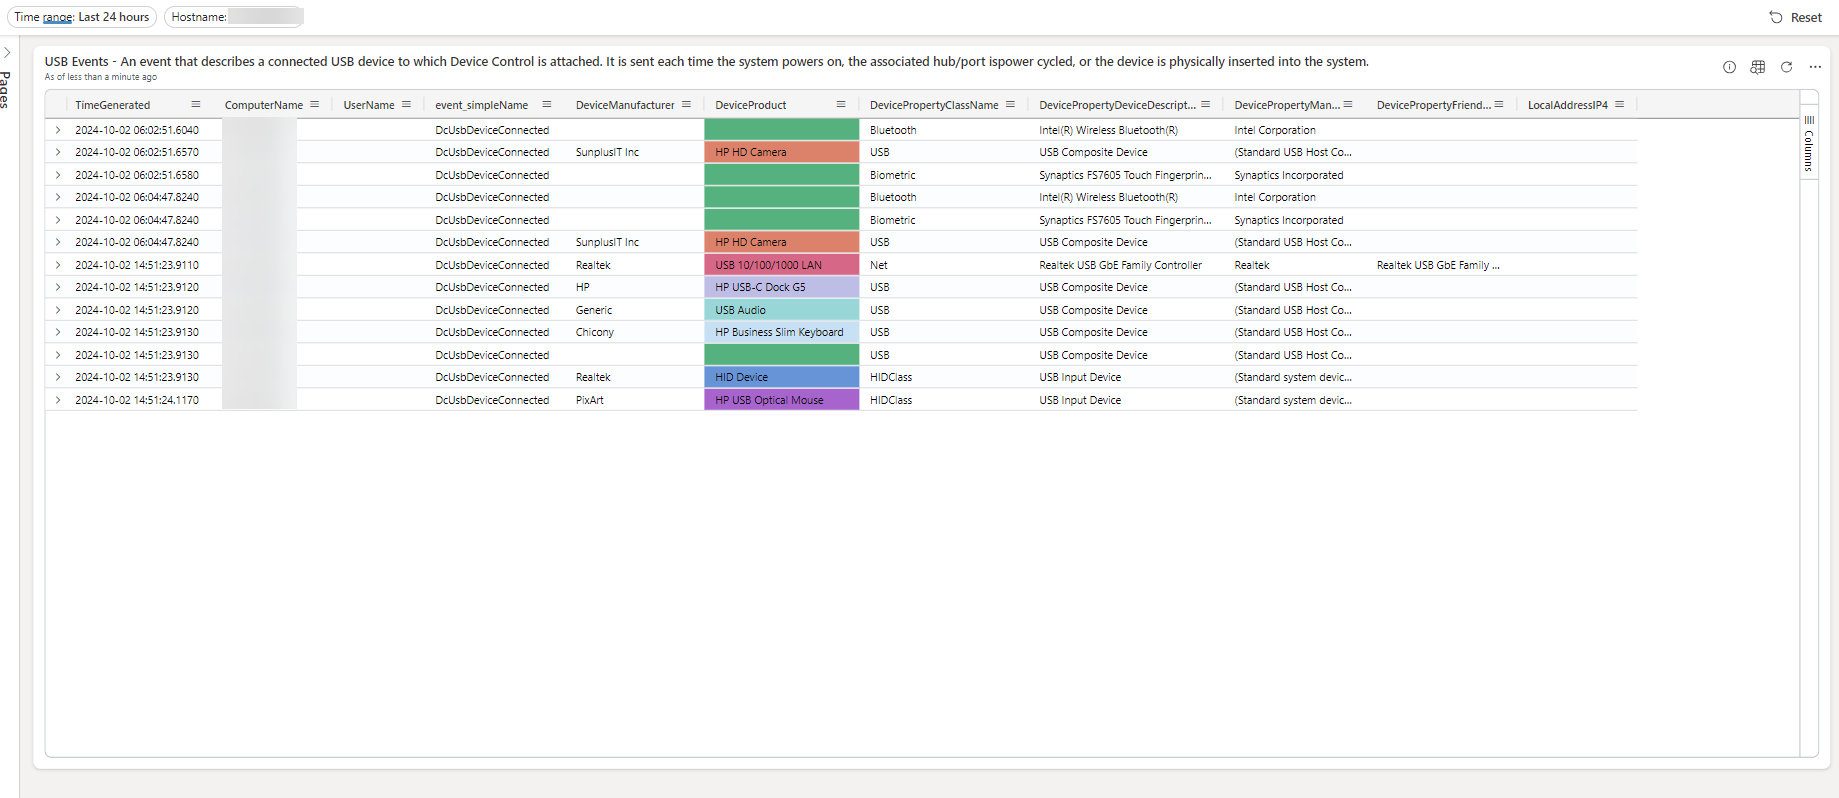 Time range: Last 24 hours Hostname: Reset
Pages
USB Events - An event that describes a connected USB device to which Device Control is attached. It is sent each time the system powers on, the associated hub/port ispower cycled, or the device is physically inserted into the system.
As of less than a minute ago
TimeGenerated ComputerName UserName event_simpleName DeviceManufacturer DeviceProduct DevicePropertyClassName DevicePropertyDeviceDescript... DevicePropertyMan... DevicePropertyFriend... LocalAddressIP4
Columns
2024-10-02 06:02:51.6040 DcUsbDeviceConnected Bluetooth Intel(R) Wireless Bluetooth(R) Intel Corporation
2024-10-02 06:02:51.6570 DcUsbDeviceConnected SunplusIT Inc HP HD Camera USB USB Composite Device (Standard USB Host Co...
2024-10-02 06:02:51.6580 DcUsbDeviceConnected Biometric Synaptics FS7605 Touch Fingerprin... Synaptics Incorporated
2024-10-02 06:04:47.8240 DcUsbDeviceConnected Bluetooth Intel(R) Wireless Bluetooth(R) Intel Corporation
2024-10-02 06:04:47.8240 DcUsbDeviceConnected Biometric Synaptics FS7605 Touch Fingerprin... Synaptics Incorporated
2024-10-02 06:04:47.8240 DcUsbDeviceConnected SunplusIT Inc HP HD Camera USB USB Composite Device (Standard USB Host Co...
2024-10-02 14:51:23.9110 DcUsbDeviceConnected Realtek USB 10/100/1000 LAN Net Realtek USB GbE Family Controller Realtek Realtek USB GbE Family ...
2024-10-02 14:51:23.9120 DcUsbDeviceConnected HP HP USB-C Dock G5 USB USB Composite Device (Standard USB Host Co...
2024-10-02 14:51:23.9120 DcUsbDeviceConnected Generic USB Audio USB USB Composite Device (Standard USB Host Co...
2024-10-02 14:51:23.9130 DcUsbDeviceConnected Chicony HP Business Slim Keyboard USB USB Composite Device (Standard USB Host Co...
2024-10-02 14:51:23.9130 DcUsbDeviceConnected USB USB Composite Device (Standard USB Host Co...
2024-10-02 14:51:23.9130 DcUsbDeviceConnected Realtek HID Device HIDClass USB Input Device (Standard system devic...
2024-10-02 14:51:24.1170 DcUsbDeviceConnected PixArt HP USB Optical Mouse HIDClass USB Input Device (Standard system devic...